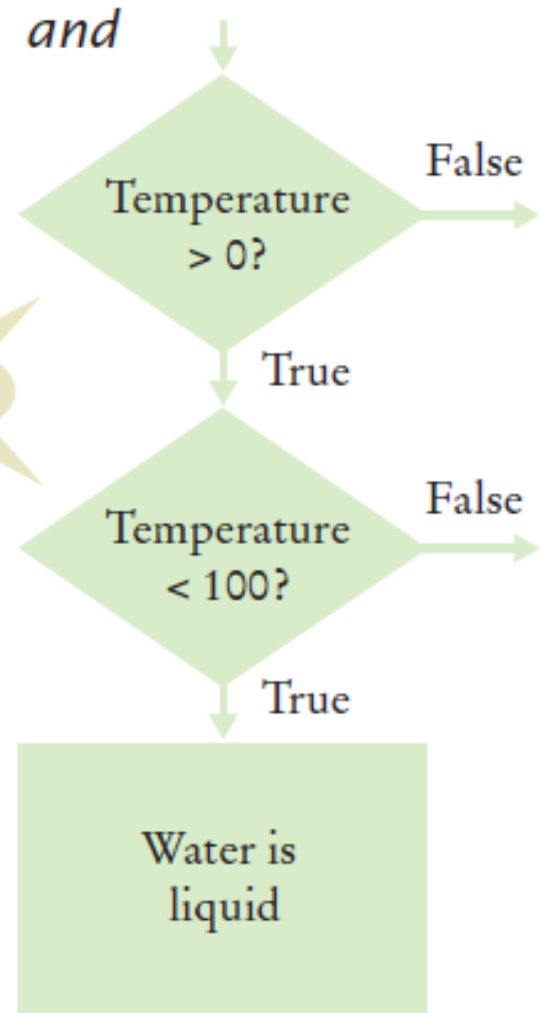 and
Temperature
> 0?
False
True
Temperature
< 100?
False
True
Water is
liquid